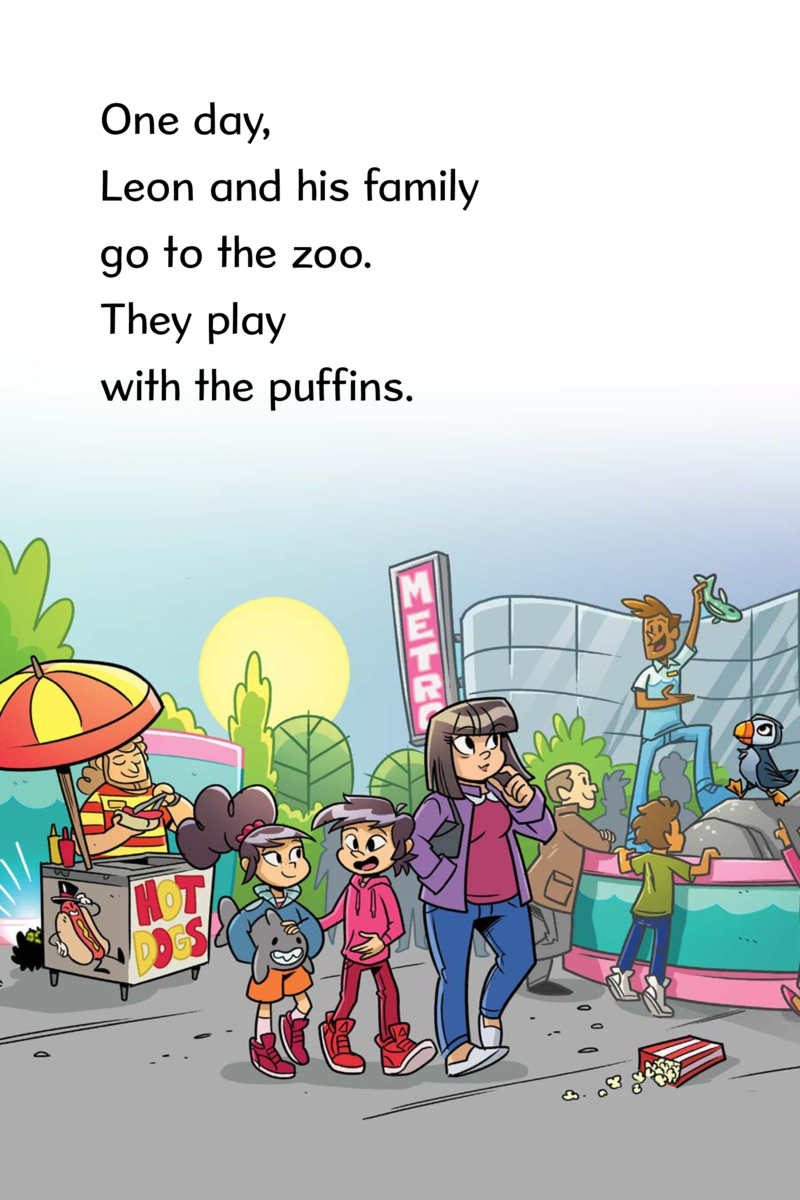 One day,
Leon and his family
go to the zoo.
They play
with the puffins.
METRO
HOT
DOGS